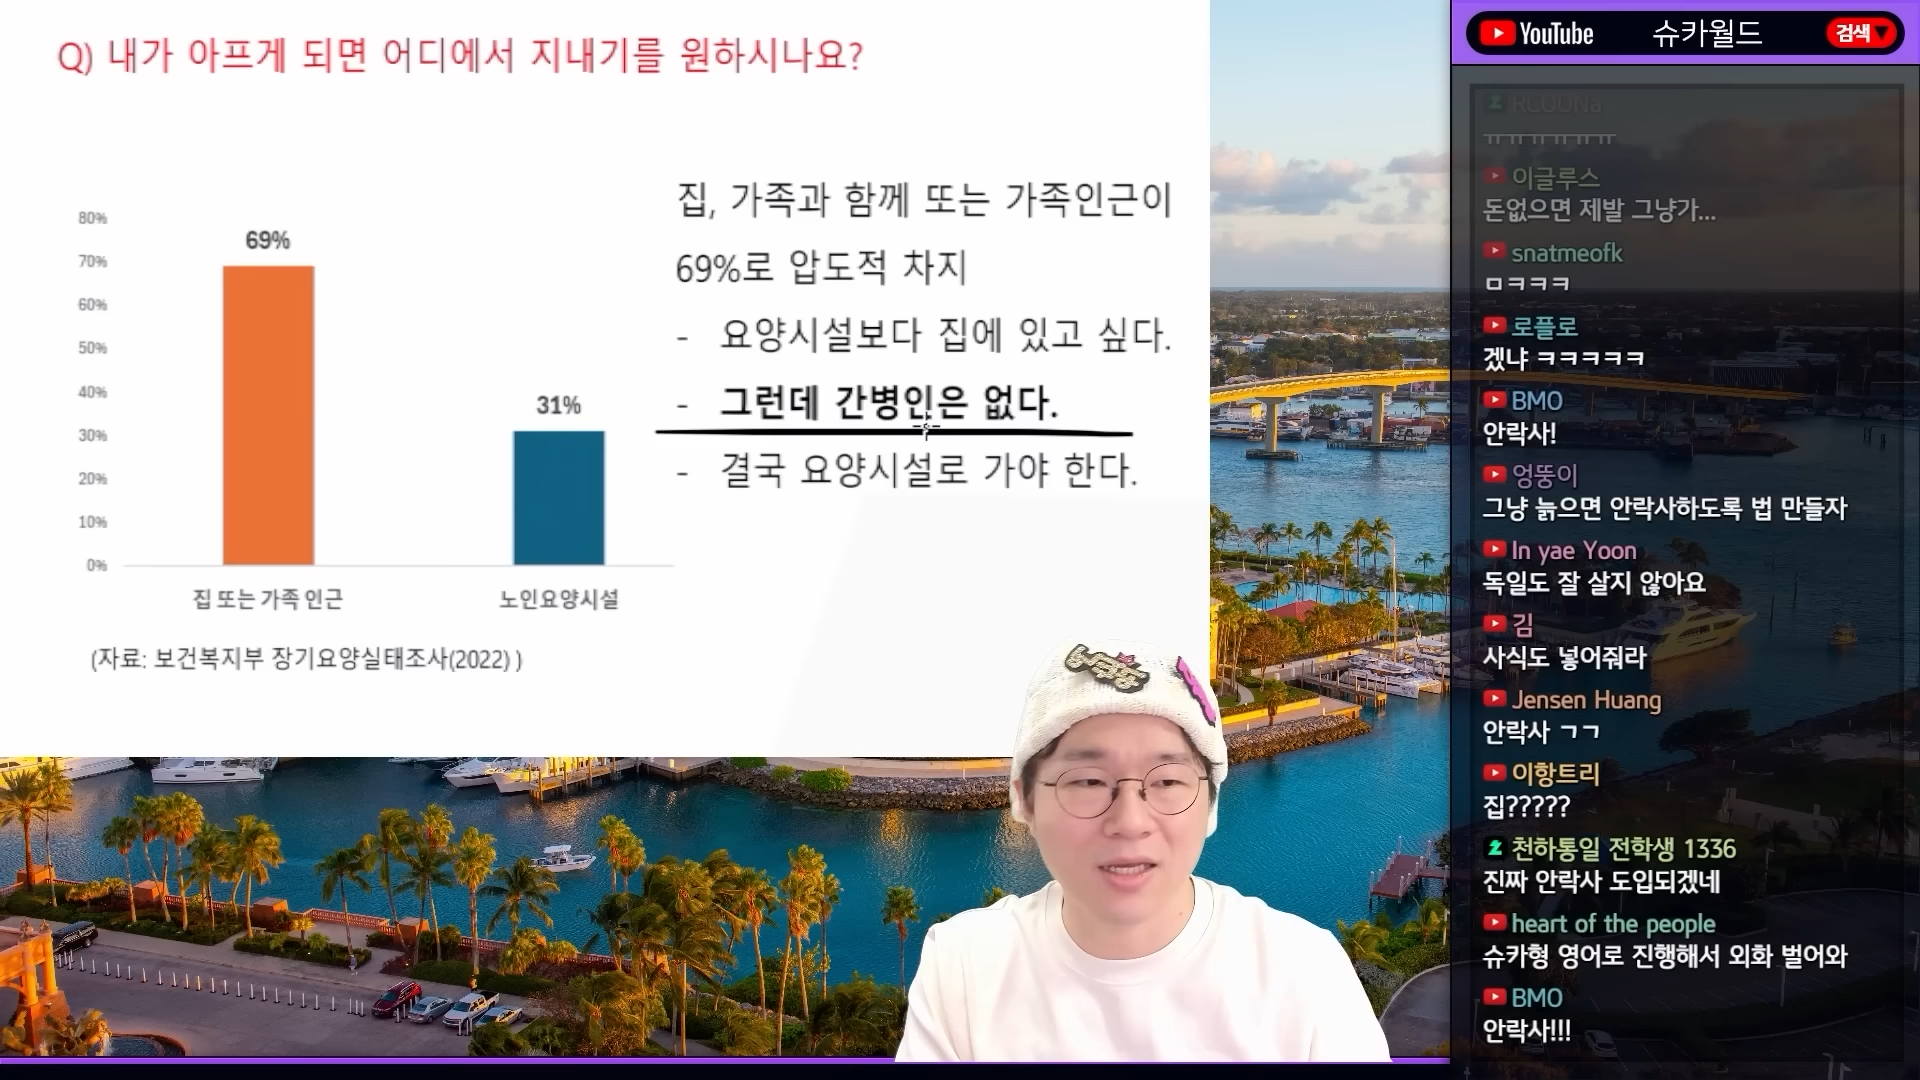 Q) 내가 아프게 되면 어디에서 지내기를 원하시나요?
80%
70%
60%
50%
40%
30%
20%
10%
0%
69%
31%
집 또는 가족 인근
노인요양시설
(자료: 보건복지부 장기요양실태조사(2022) )
집, 가족과 함께 또는 가족인근이
69%로 압도적 차지
- 요양시설보다 집에 있고 싶다.
- 그런데 간병인은 없다.
- 결국 요양시설로 가야 한다.
YouTube 슈카월드 검색
RCOONa
ㅠㅠㅠㅠㅠㅠ
이글루스
돈없으면 제발 그냥가...
snatmeofk
ㅁㅋㅋㅋ
로플로
겠냐 ㅋㅋㅋㅋㅋ
BMO
안락사!
엉뚱이
그냥 늙으면 안락사하도록 법 만들자
In yae Yoon
독일도 잘 살지 않아요
김
사식도 넣어줘라
Jensen Huang
안락사 ㄱㄱ
이항트리
집?????
천하통일 전학생 1336
진짜 안락사 도입되겠네
heart of the people
슈카형 영어로 진행해서 외화 벌어와
BMO
안락사!!!